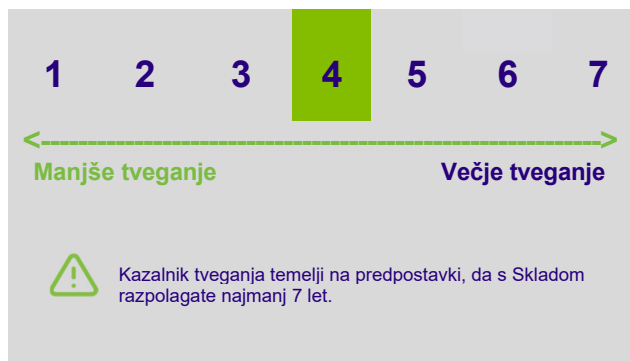 1 2 3 4 5 6 7
<-------------------------------------------------------------->
Manjše tveganje Večje tveganje
Kazalnik tveganja temelji na predpostavki, da s Skladom
razpolagate najmanj 7 let.